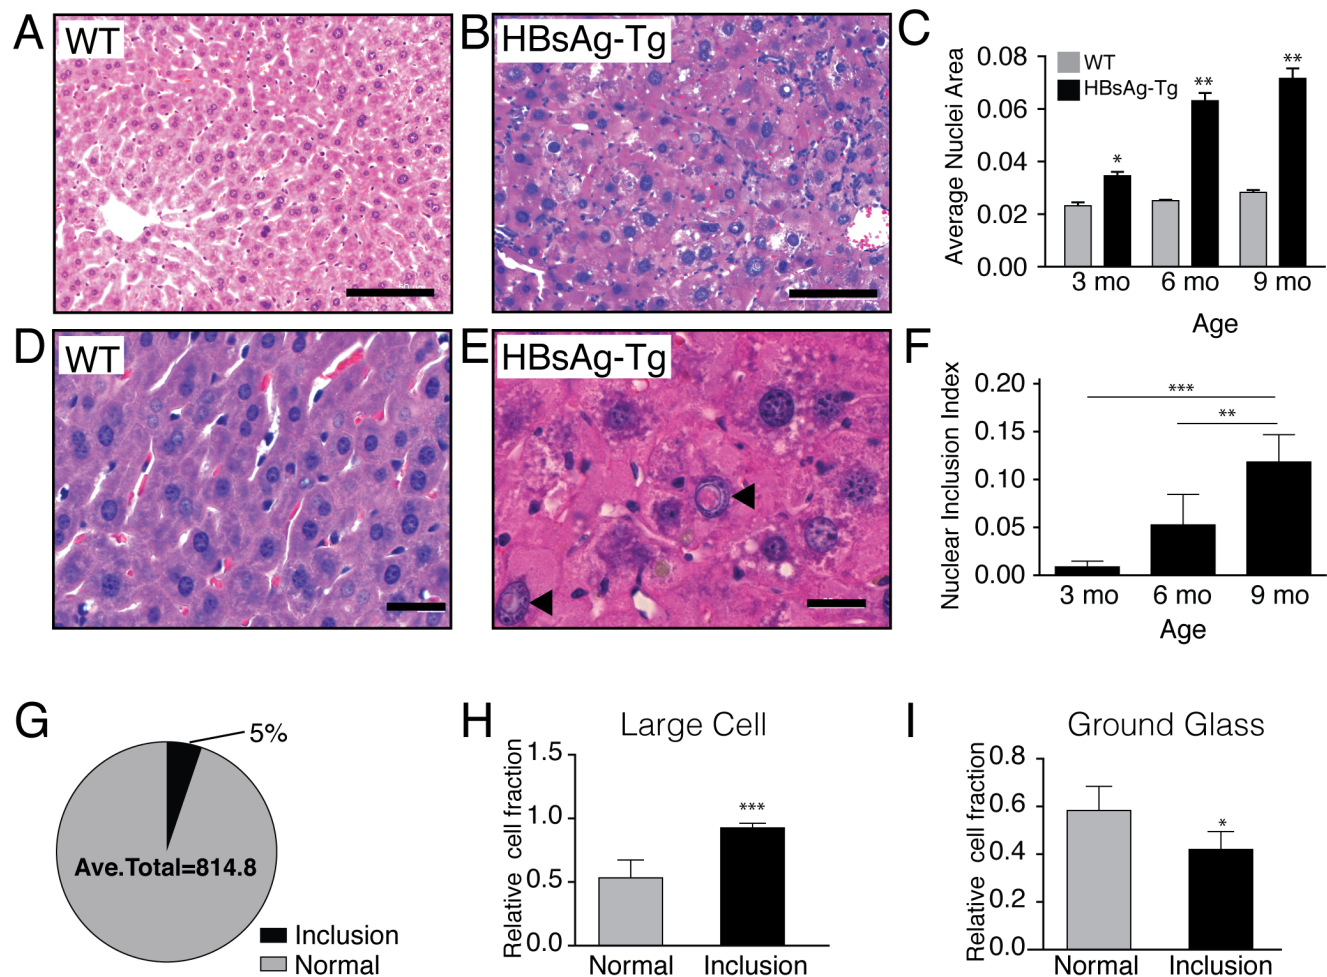 A
WT
B
HBsAg-Tg
C
Average Nuclei Area
0.08
0.06
0.04
0.02
0.00
WT
HBsAg-Tg
*
**
**
3 mo
6 mo
9 mo
Age
D
WT
E
HBsAg-Tg
F
Nuclear Inclusion Index
0.20
0.15
0.10
0.05
0.00
***
**
3 mo
6 mo
9 mo
Age
G
5%
Ave.Total=814.8
Inclusion
Normal
H
Large Cell
Relative cell fraction
1.5
1.0
0.5
0.0
***
Normal
Inclusion
I
Ground Glass
Relative cell fraction
0.8
0.6
0.4
0.2
0.0
*
Normal
Inclusion